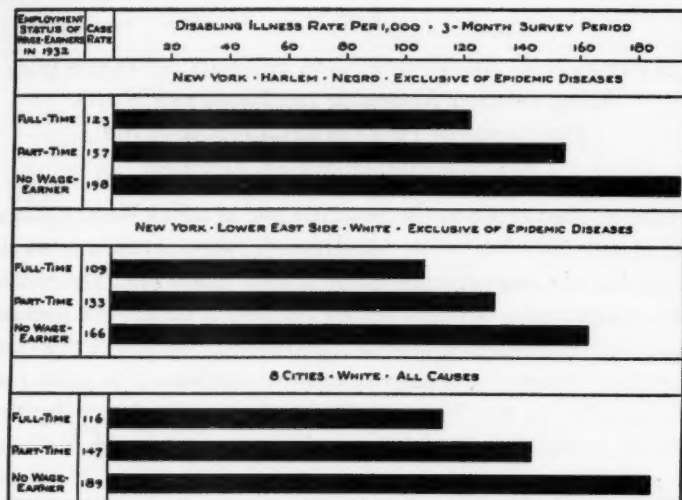 EMPLOYMENT STATUS OF WAGE-EARNERS IN 1932
CASE RATE
DISABLING ILLNESS RATE PER 1,000 · 3-MONTH SURVEY PERIOD
20 40 60 80 100 120 140 160 180
NEW YORK · HARLEM · NEGRO · EXCLUSIVE OF EPIDEMIC DISEASES
FULL-TIME 123
PART-TIME 157
NO WAGE-EARNER 198
NEW YORK · LOWER EAST SIDE · WHITE · EXCLUSIVE OF EPIDEMIC DISEASES
FULL-TIME 109
PART-TIME 133
NO WAGE-EARNER 166
8 CITIES · WHITE · ALL CAUSES
FULL-TIME 116
PART-TIME 147
NO WAGE-EARNER 189